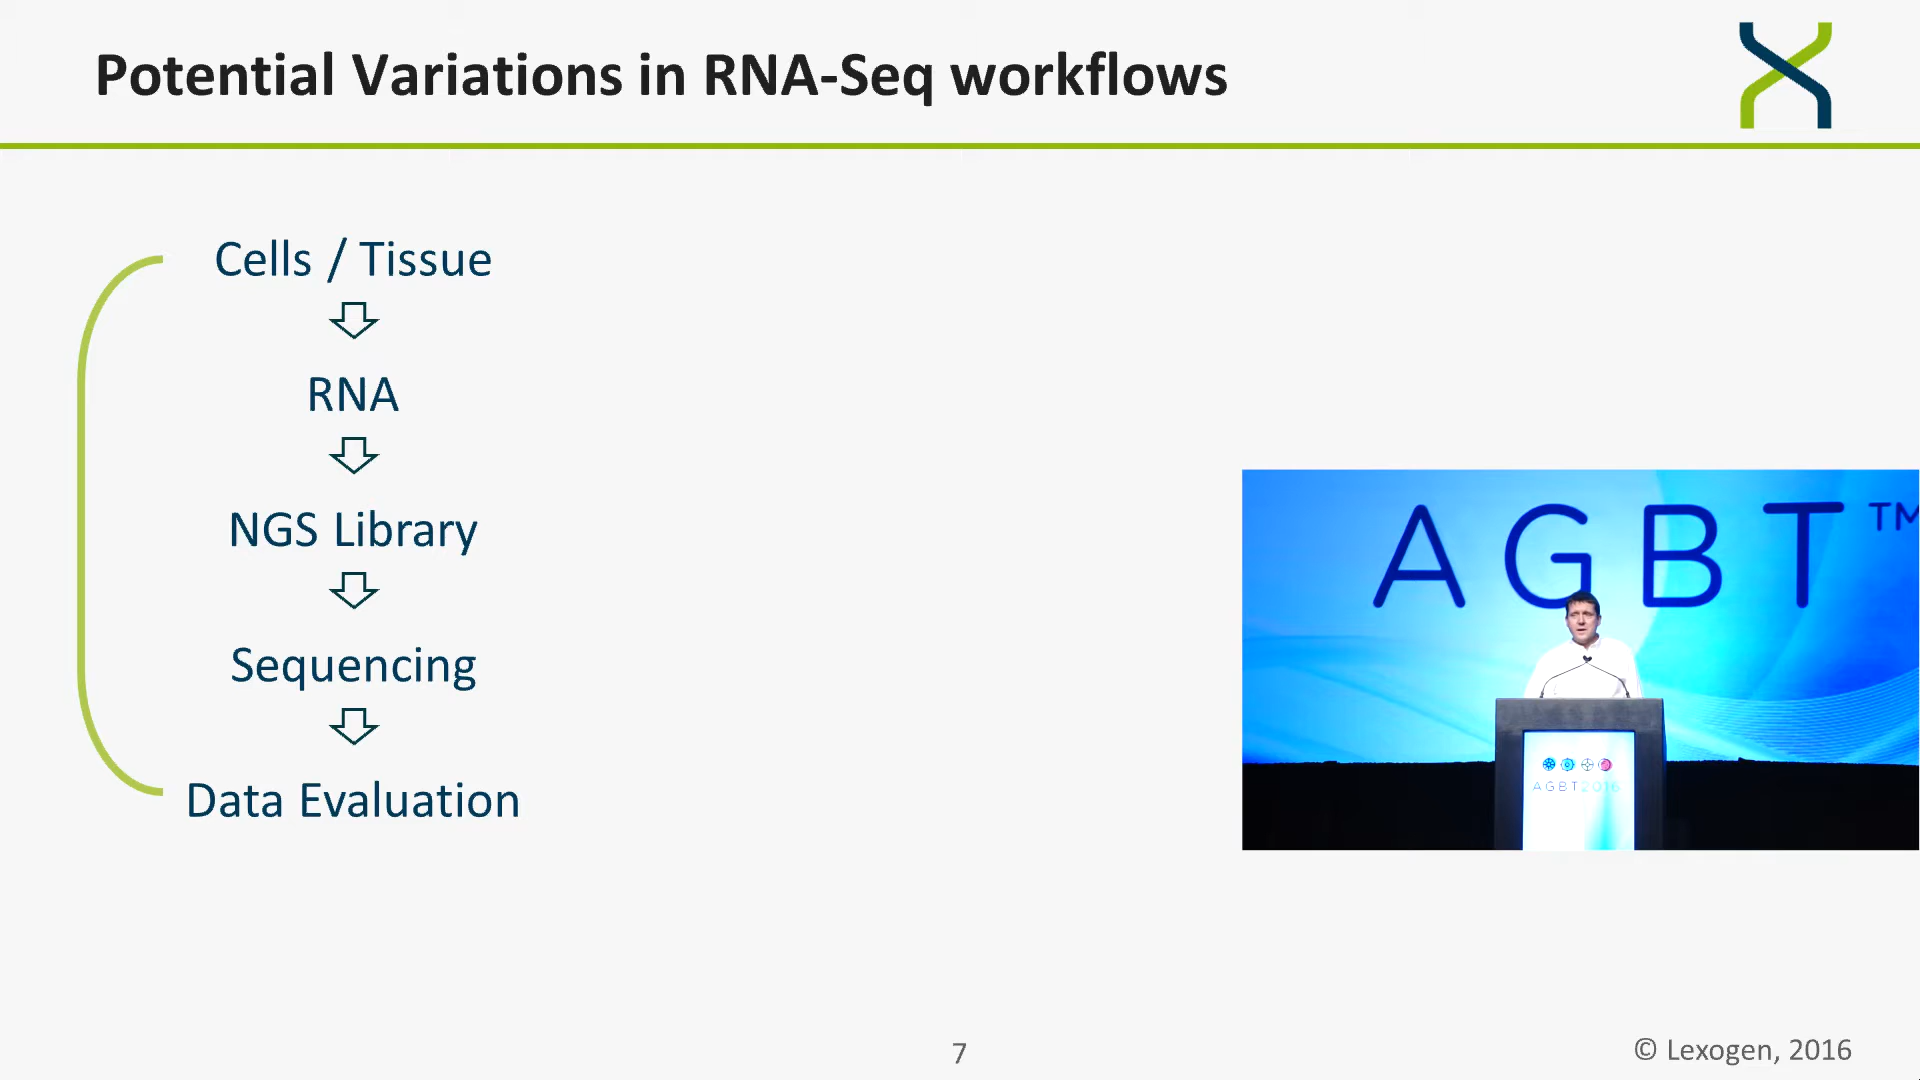 Potential Variations in RNA-Seq workflows
Cells / Tissue
RNA
NGS Library
Sequencing
Data Evaluation
AGBT™
AGBT2016
7
© Lexogen, 2016